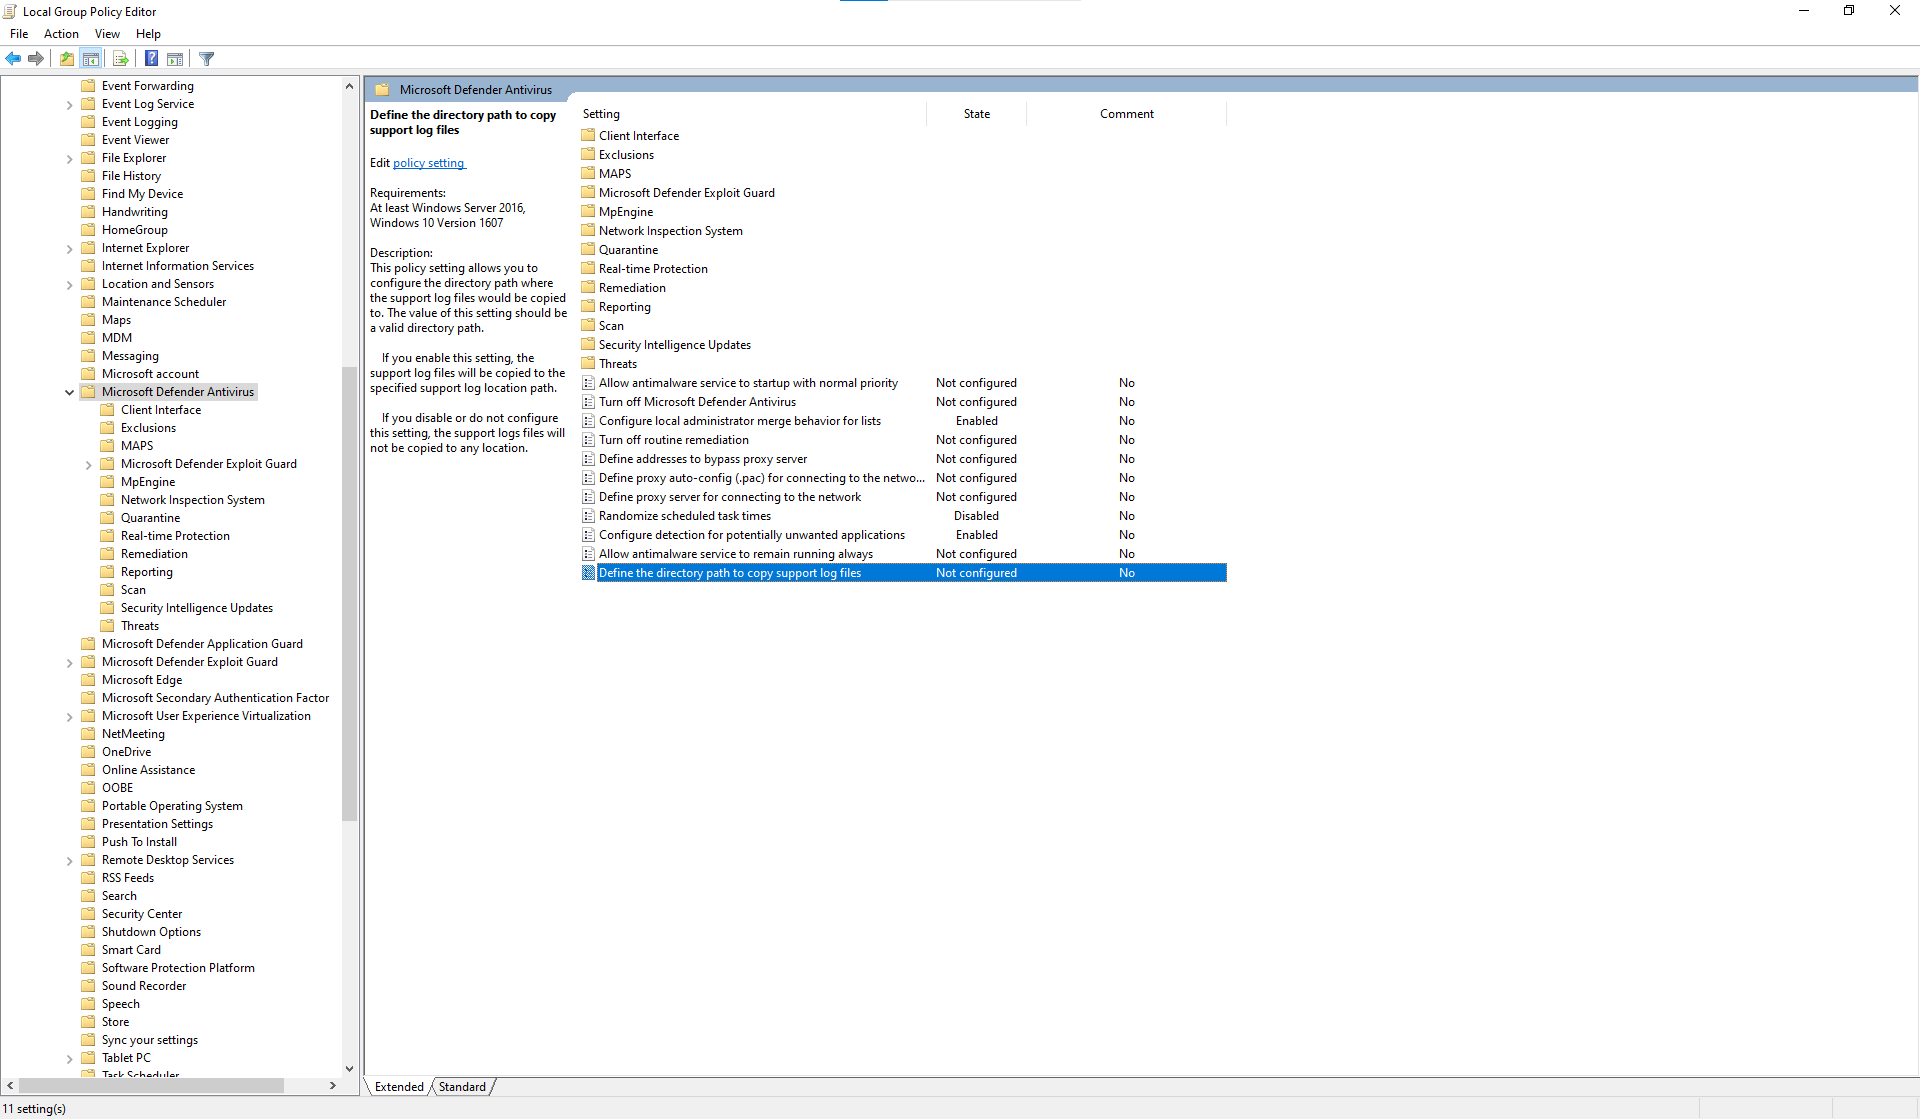 Local Group Policy Editor
File Action View Help
Event Forwarding
Event Log Service
Event Logging
Event Viewer
File Explorer
File History
Find My Device
Handwriting
HomeGroup
Internet Explorer
Internet Information Services
Location and Sensors
Maintenance Scheduler
Maps
MDM
Messaging
Microsoft account
Microsoft Defender Antivirus
Client Interface
Exclusions
MAPS
Microsoft Defender Exploit Guard
MpEngine
Network Inspection System
Quarantine
Real-time Protection
Remediation
Reporting
Scan
Security Intelligence Updates
Threats
Microsoft Defender Application Guard
Microsoft Defender Exploit Guard
Microsoft Edge
Microsoft Secondary Authentication Factor
Microsoft User Experience Virtualization
NetMeeting
OneDrive
Online Assistance
OOBE
Portable Operating System
Presentation Settings
Push To Install
Remote Desktop Services
RSS Feeds
Search
Security Center
Shutdown Options
Smart Card
Software Protection Platform
Sound Recorder
Speech
Store
Sync your settings
Tablet PC
Task Scheduler
Microsoft Defender Antivirus
Define the directory path to copy
support log files
Edit policy setting
Requirements:
At least Windows Server 2016,
Windows 10 Version 1607
Description:
This policy setting allows you to
configure the directory path where
the support log files would be copied
to. The value of this setting should be
a valid directory path.
If you enable this setting, the
support log files will be copied to the
specified support log location path.
If you disable or do not configure
this setting, the support logs files will
not be copied to any location.
Setting State Comment
Client Interface
Exclusions
MAPS
Microsoft Defender Exploit Guard
MpEngine
Network Inspection System
Quarantine
Real-time Protection
Remediation
Reporting
Scan
Security Intelligence Updates
Threats
Allow antimalware service to startup with normal priority Not configured No
Turn off Microsoft Defender Antivirus Not configured No
Configure local administrator merge behavior for lists Enabled No
Turn off routine remediation Not configured No
Define addresses to bypass proxy server Not configured No
Define proxy auto-config (.pac) for connecting to the netwo... Not configured No
Define proxy server for connecting to the network Not configured No
Randomize scheduled task times Disabled No
Configure detection for potentially unwanted applications Enabled No
Allow antimalware service to remain running always Not configured No
Define the directory path to copy support log files Not configured No
Extended Standard
11 setting(s)